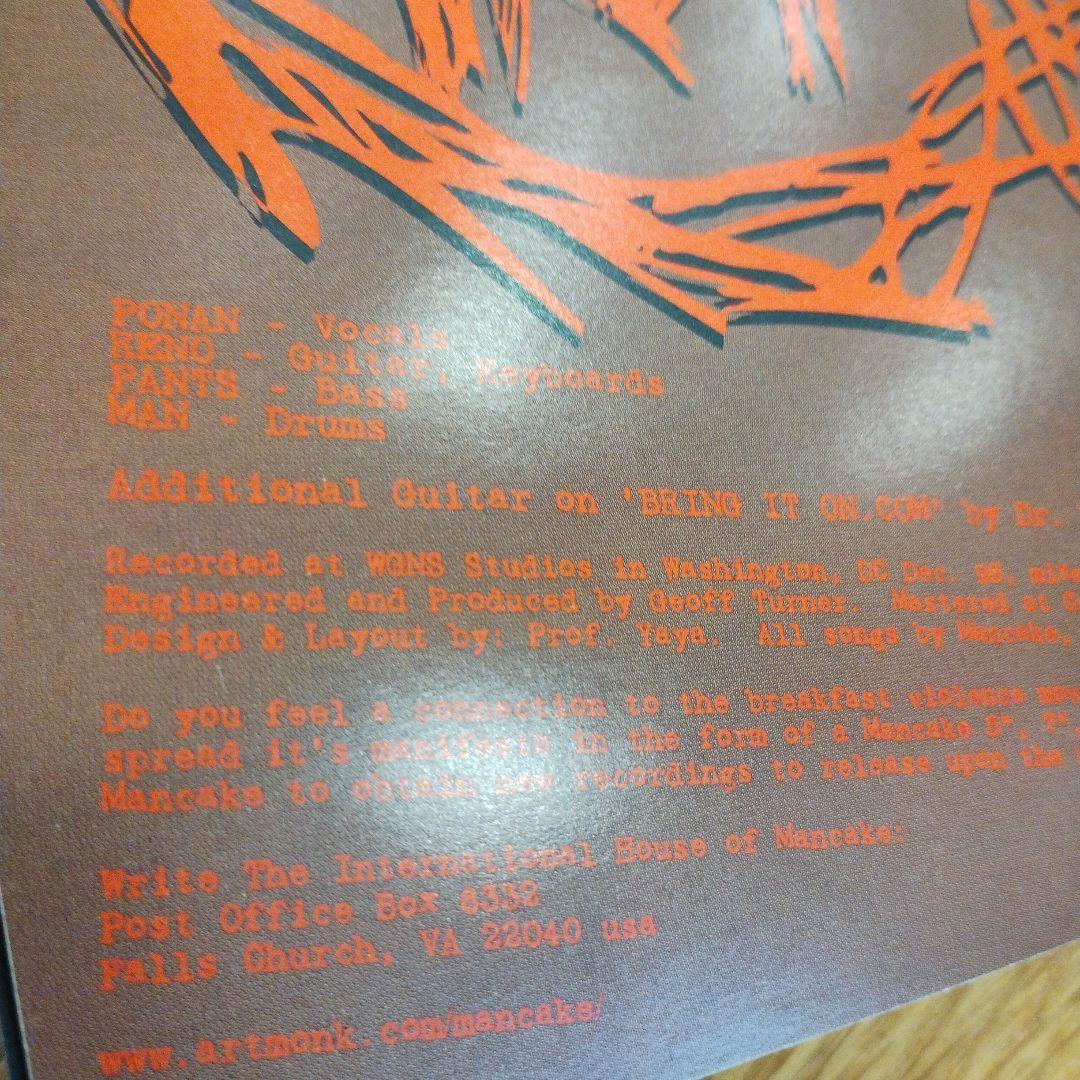 PONAN - Vocals
RENO - Guitar, Keyboards
PANTS - Bass
MAN - Drums
Additional Guitar on 'BRING IT ON.COM' by Dr.
Recorded at WGNS Studios in Washington, DC Dec.
Engineered and Produced by Geoff Turner. Mastered at
Design & Layout by: Prof. Yaya. All songs by Mancake,
Do you feel a connection to the breakfast violence
spread it's manifesto in the form of a Mancake 5", 7",
Mancake to obtain new recordings to release upon the
Write The International House of Mancake:
Post Office Box 6332
Falls Church, VA 22040 usa
www.artmonk.com/mancake/